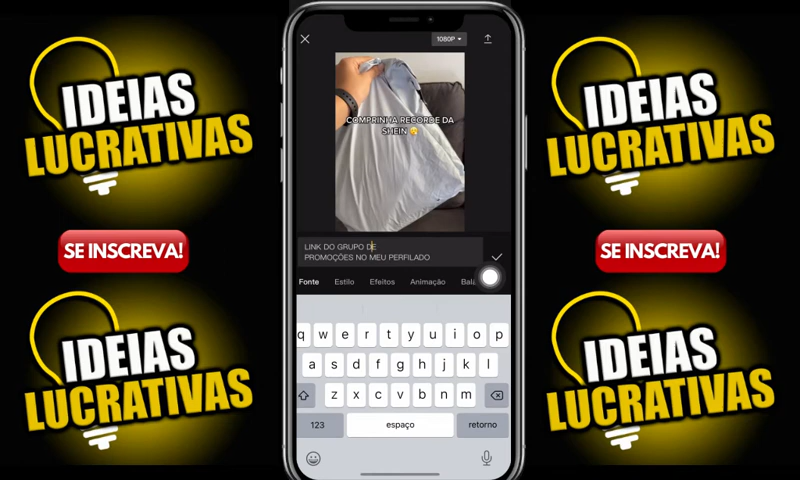 IDEIAS
LUCRATIVAS
SE INSCREVA!
IDEIAS
LUCRATIVAS
1080P
COMPRINHA RECORDE DA
SHEIN 😥
LINK DO GRUPO DE
PROMOÇÕES NO MEU PERFILADO
Fonte Estilo Efeitos Animação
q w e r t y u i o p
a s d f g h j k l
z x c v b n m
123 espaço retorno
IDEIAS
LUCRATIVAS
SE INSCREVA!
IDEIAS
LUCRATIVAS